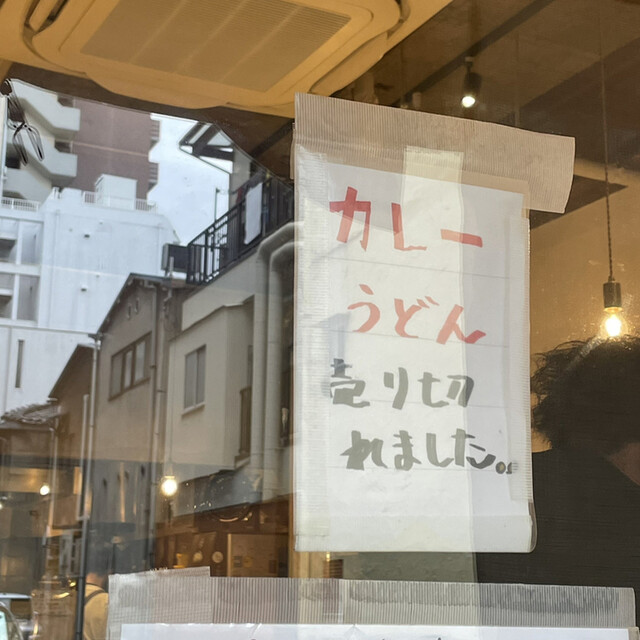 カレー
うどん
売り切
れました。